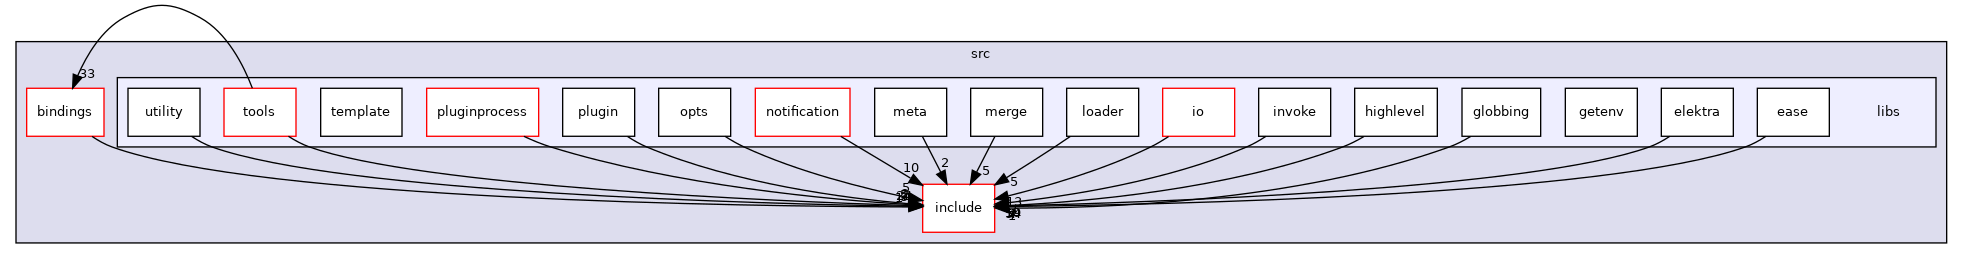 src
33
bindings
utility
tools
template
pluginprocess
plugin
opts
notification
meta
merge
loader
io
invoke
highlevel
globbing
getenv
elektra
ease
libs
10
2
5
5
5
13
include